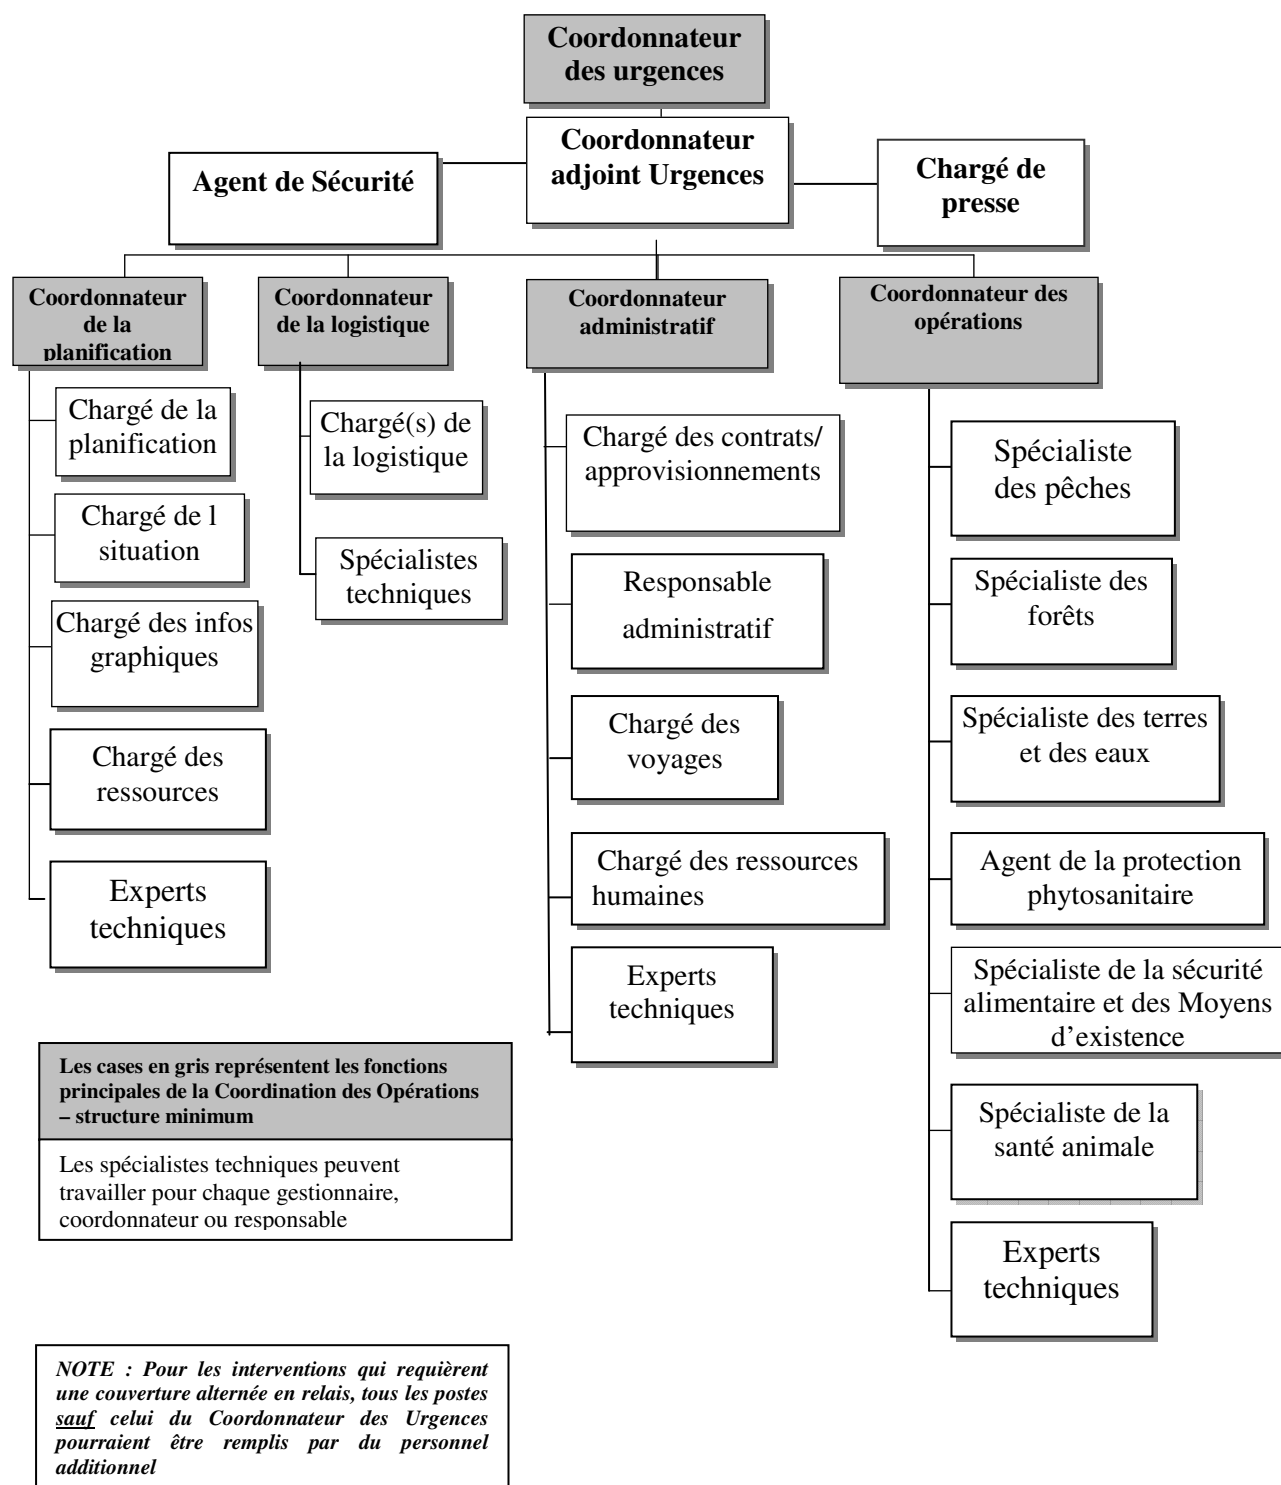 Coordonnateur
des urgences
Coordonnateur
adjoint Urgences
Agent de Sécurité
Chargé de
presse
Coordonnateur
de la
planification
Coordonnateur
de la logistique
Coordonnateur
administratif
Coordonnateur des
opérations
Chargé de la
planification
Chargé de l
situation
Chargé des infos
graphiques
Chargé des
ressources
Experts
techniques
Chargé(s) de
la logistique
Spécialistes
techniques
Chargé des contrats/
approvisionnements
Responsable
administratif
Chargé des
voyages
Chargé des ressources
humaines
Experts
techniques
Spécialiste
des pêches
Spécialiste des
forêts
Spécialiste des terres
et des eaux
Agent de la protection
phytosanitaire
Spécialiste de la sécurité
alimentaire et des Moyens
d’existence
Spécialiste de la
santé animale
Experts
techniques
Les cases en gris représentent les fonctions
principales de la Coordination des Opérations
– structure minimum
Les spécialistes techniques peuvent
travailler pour chaque gestionnaire,
coordonnateur ou responsable
NOTE : Pour les interventions qui requièrent
une couverture alternée en relais, tous les postes
sauf celui du Coordonnateur des Urgences
pourraient être remplis par du personnel
additionnel